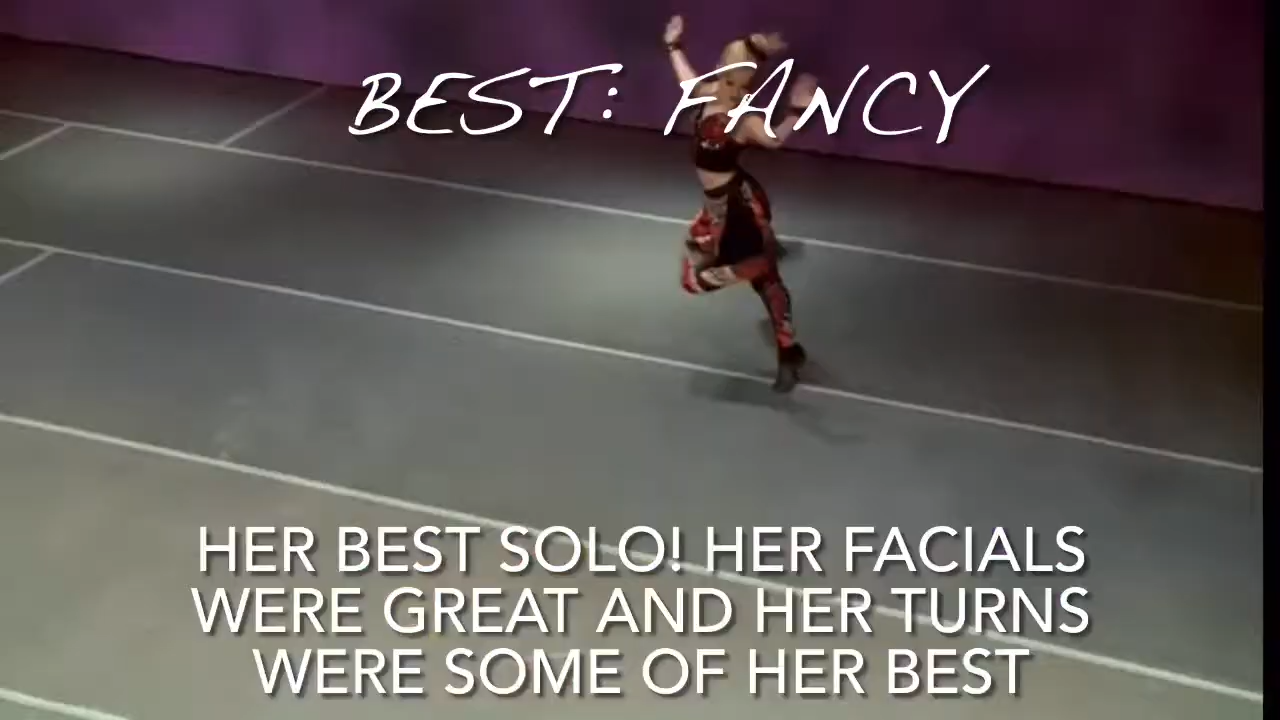 BEST: FANCY
HER BEST SOLO! HER FACIALS
WERE GREAT AND HER TURNS
WERE SOME OF HER BEST